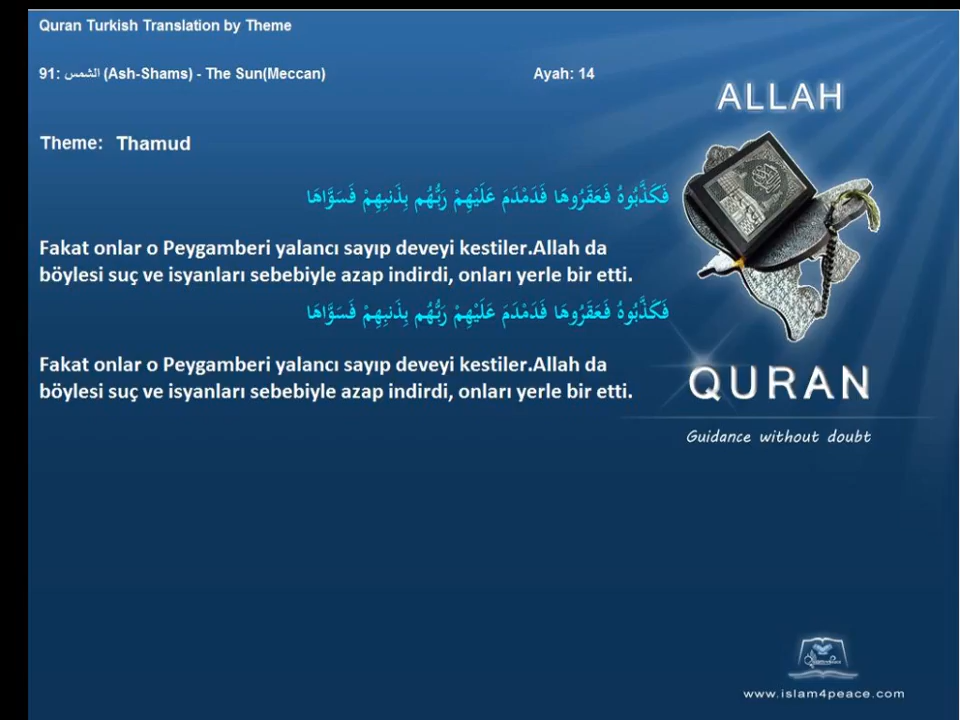 Quran Turkish Translation by Theme
91: الشمس (Ash-Shams) - The Sun(Meccan) Ayah: 14
ALLAH
Theme: Thamud
فَكَذَّبُوهُ فَعَقَرُوهَا فَدَمْدَمَ عَلَيْهِمْ رَبُّهُم بِذَنبِهِمْ فَسَوَّاهَا
Fakat onlar o Peygamberi yalancı sayıp deveyi kestiler.Allah da
böylesi suç ve isyanları sebebiyle azap indirdi, onları yerle bir etti.
فَكَذَّبُوهُ فَعَقَرُوهَا فَدَمْدَمَ عَلَيْهِمْ رَبُّهُم بِذَنبِهِمْ فَسَوَّاهَا
Fakat onlar o Peygamberi yalancı sayıp deveyi kestiler.Allah da
böylesi suç ve isyanları sebebiyle azap indirdi, onları yerle bir etti.
QURAN
Guidance without doubt
www.islam4peace.com